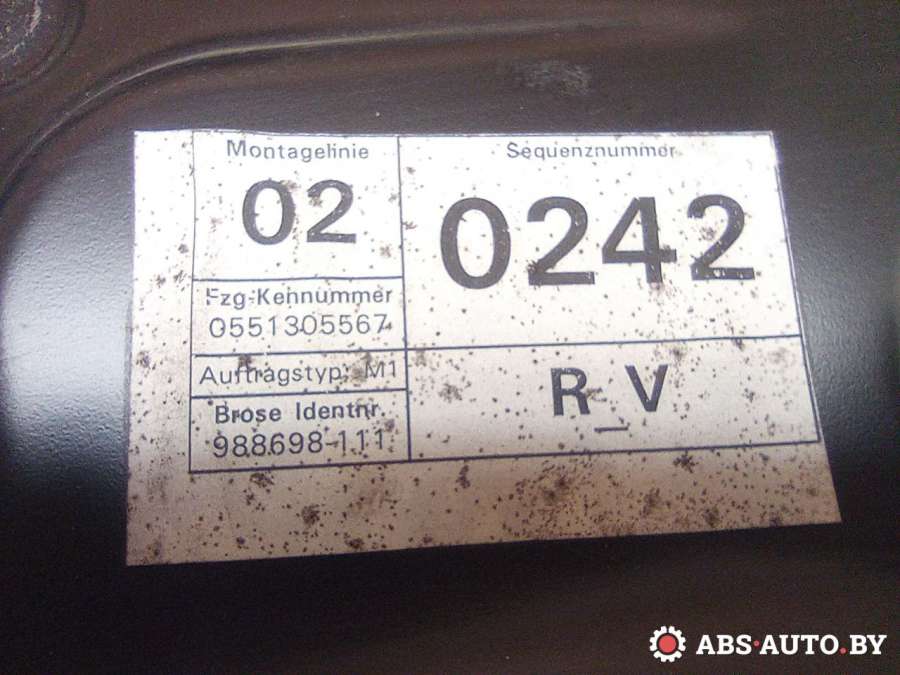 Montagelinie
02
Sequenznummer
0242
Fzg-Kennummer
0551305567
Auftragstyp: M1
Brose Identnr.
988698-111
R_V
ABS·AUTO.BY